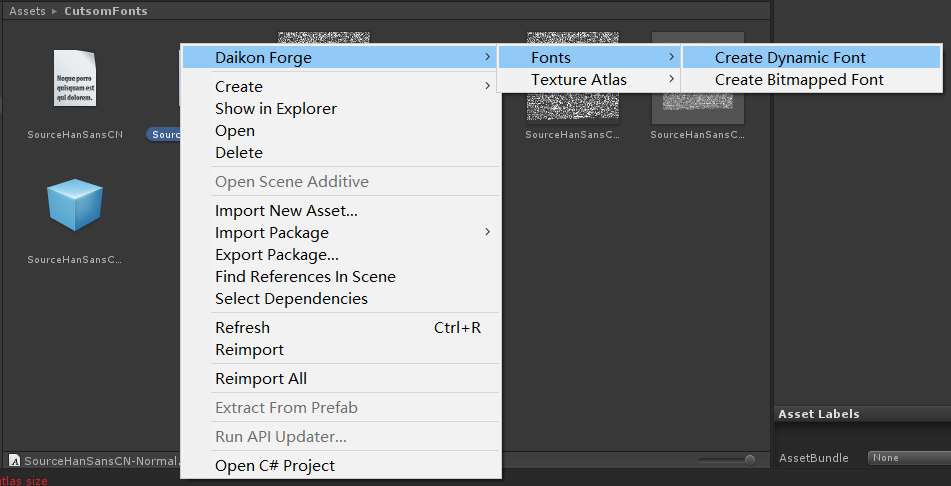 Assets ▸ CutsomFonts
Neque porro
quisquam est
qui dolorem.
SourceHanSansCN
Sourc
SourceHanSansC...
SourceHanSansC...
SourceHanSansC...
Daikon Forge
Fonts
Texture Atlas
Create Dynamic Font
Create Bitmapped Font
Create
Show in Explorer
Open
Delete
Open Scene Additive
Import New Asset...
Import Package
Export Package...
Find References In Scene
Select Dependencies
Refresh Ctrl+R
Reimport
Reimport All
Extract From Prefab
Run API Updater...
Open C# Project
Asset Labels
AssetBundle None
SourceHanSansCN-Normal.
atlas size